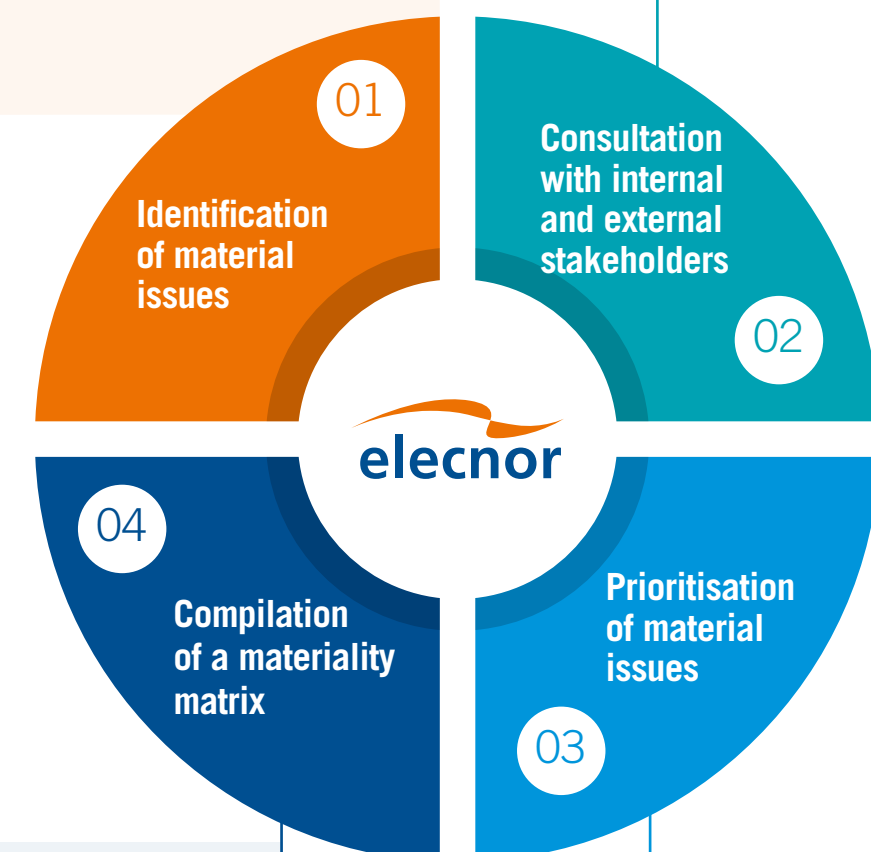 01
Identification
of material
issues
Consultation
with internal
and external
stakeholders
02
elecnor
Prioritisation
of material
issues
03
04
Compilation
of a materiality
matrix